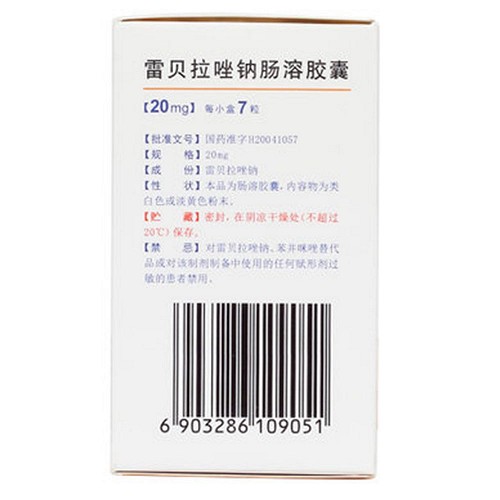 雷贝拉唑钠肠溶胶囊
【20mg】 每小盒7粒
【批准文号】国药准字H20041057
【规　　格】20mg
【成　　份】雷贝拉唑钠
【性　　状】本品为肠溶胶囊，内容物为类
白色或淡黄色粉末。
【贮　　藏】密封，在阴凉干燥处(不超过
20℃)保存。
【禁　　忌】对雷贝拉唑钠、苯并咪唑替代
品或对该制剂制备中使用的任何赋形剂过
敏的患者禁用。
6 903286 109051